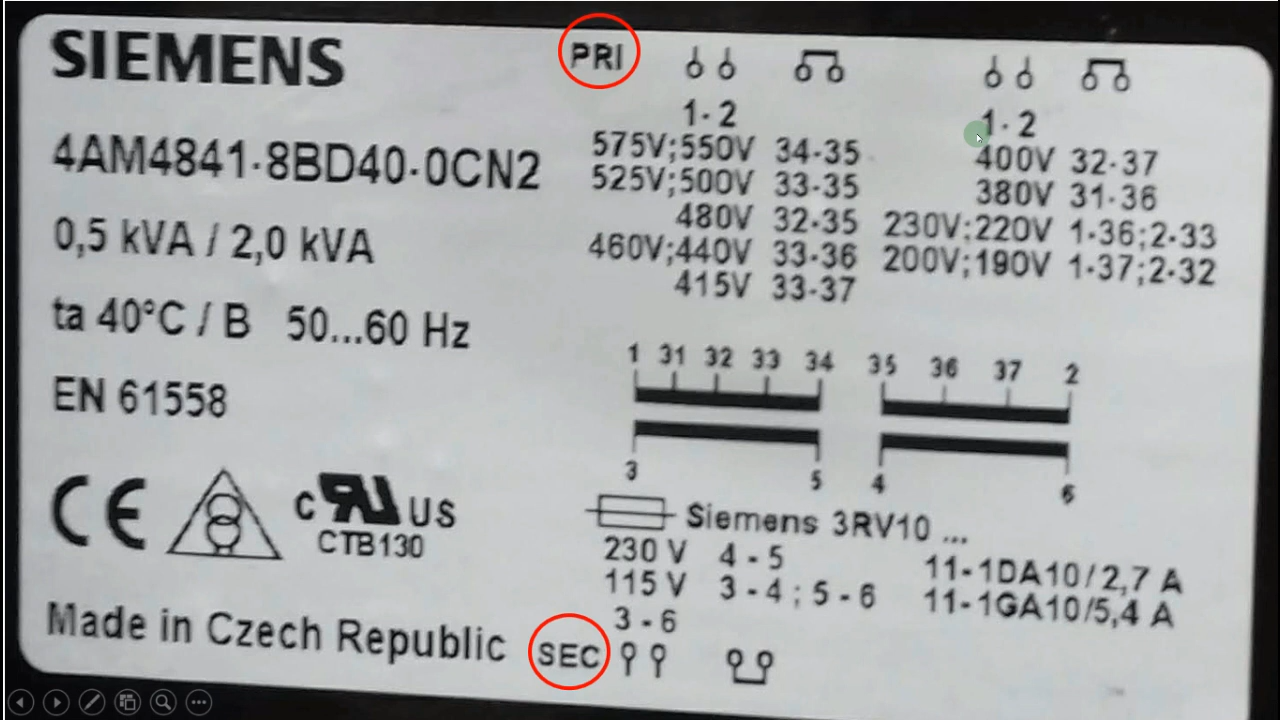 SIEMENS
4AM4841-8BD40-0CN2
0,5 kVA / 2,0 kVA
ta 40°C / B 50...60 Hz
EN 61558
CE
c RU US
CTB130
Made in Czech Republic
PRI
1-2
575V;550V 34-35
525V;500V 33-35
480V 32-35
460V;440V 33-36
415V 33-37
1-2
400V 32-37
380V 31-36
230V;220V 1-36;2-33
200V;190V 1-37;2-32
1 31 32 33 34 35 36 37 2
3 5 4 6
Siemens 3RV10 ...
230 V 4 - 5 11-1DA10/2,7 A
115 V 3 - 4 ; 5 - 6 11-1GA10/5,4 A
3 - 6
SEC